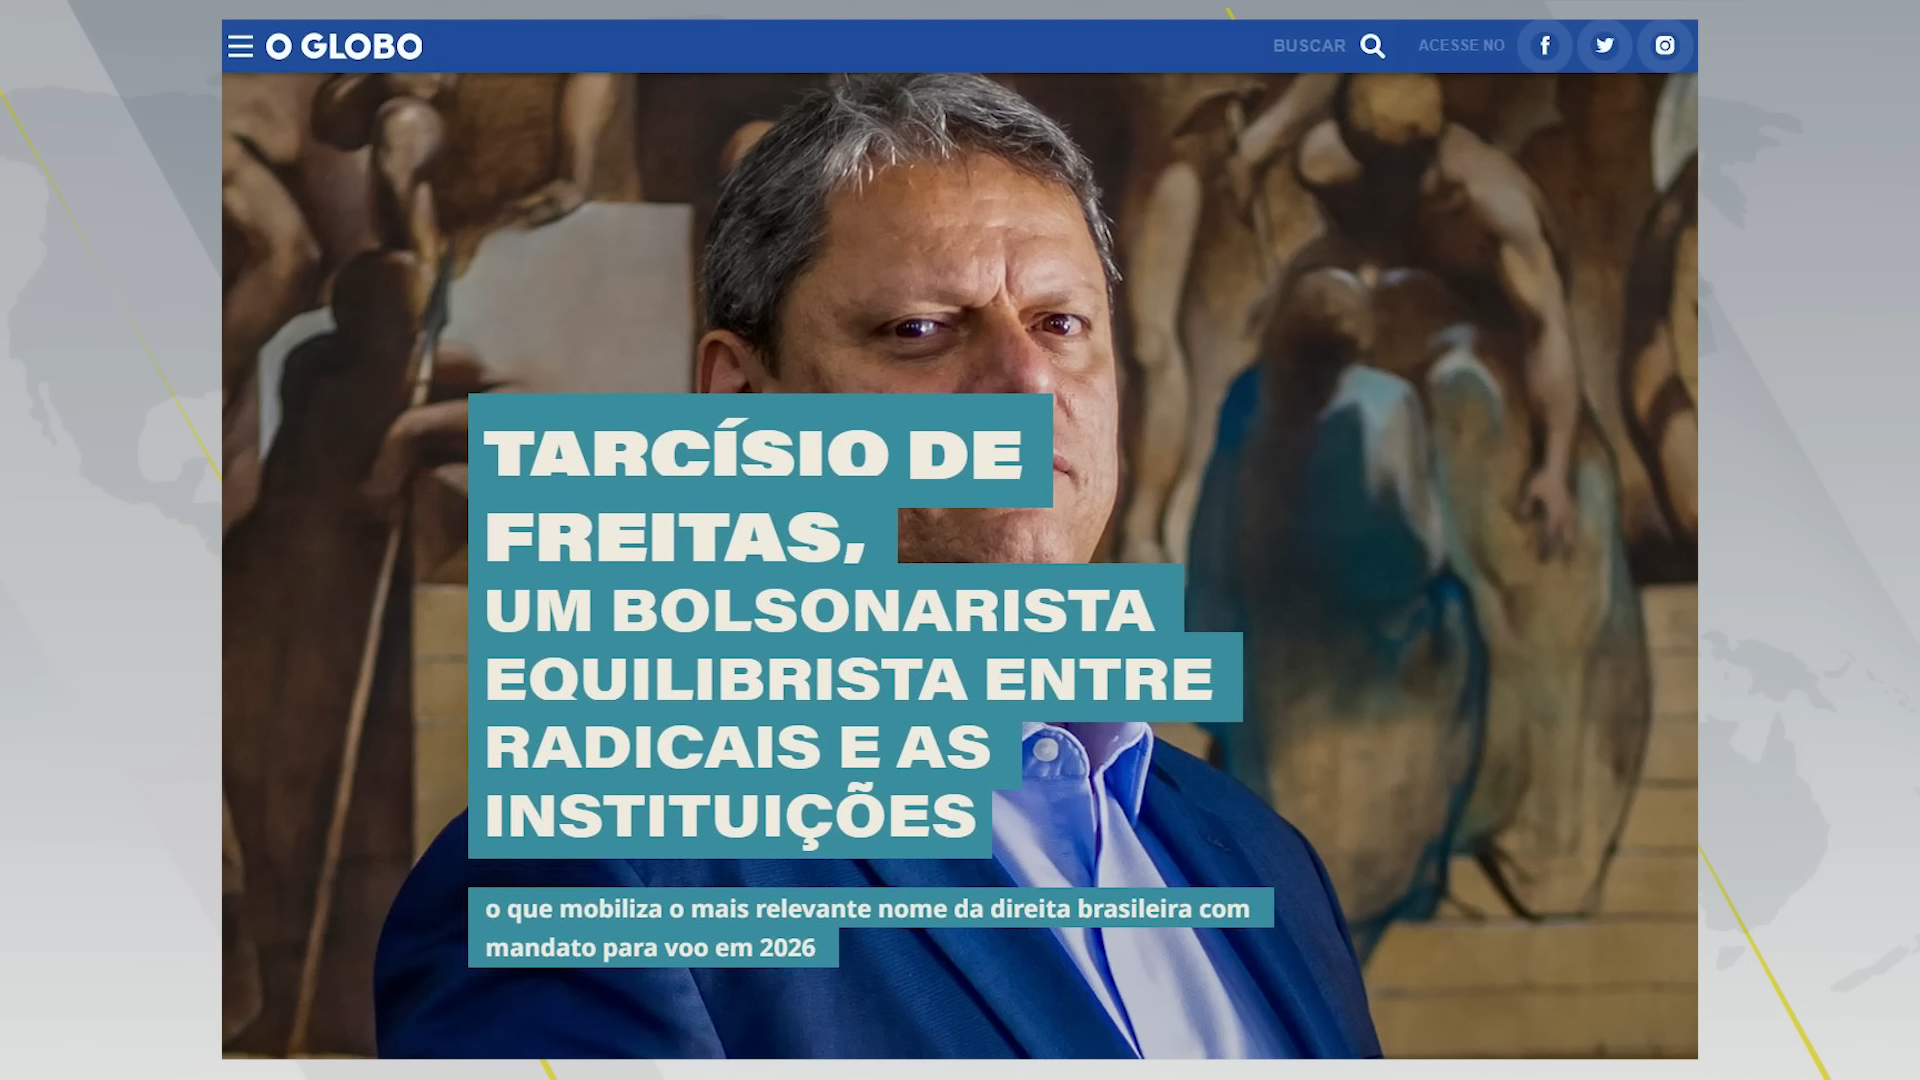 O GLOBO
BUSCAR
ACESSE NO
TARCÍSIO DE
FREITAS,
UM BOLSONARISTA
EQUILIBRISTA ENTRE
RADICAIS E AS
INSTITUIÇÕES
o que mobiliza o mais relevante nome da direita brasileira com
mandato para voo em 2026